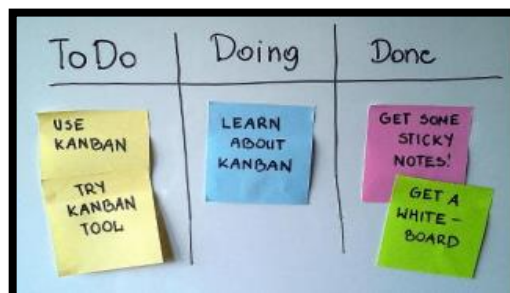 To Do
Doing
Done
USE
KANBAN
TRY
KANBAN
TOOL
LEARN
ABOUT
KANBAN
GET SOME
STICKY
NOTES!
GET A
WHITE-
BOARD